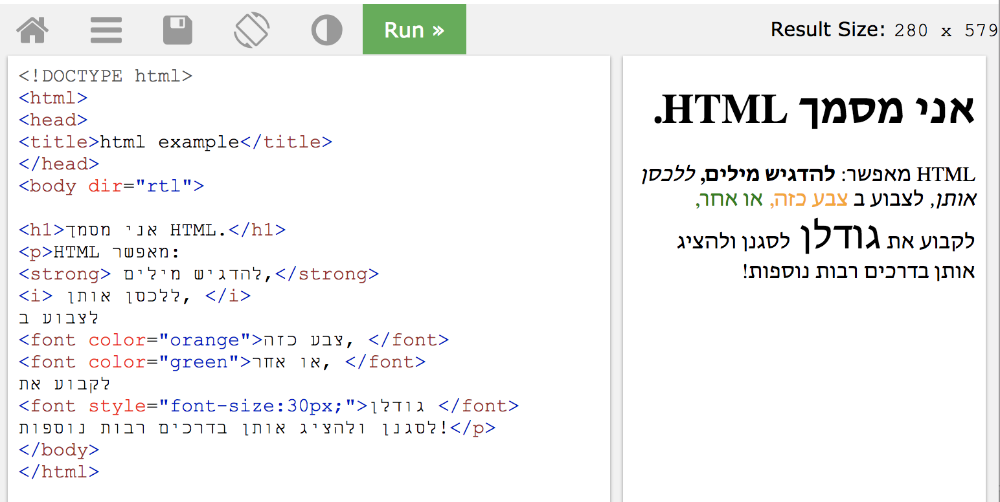 Run »
Result Size: 280 x 579
<!DOCTYPE html>
<html>
<head>
<title>html example</title>
</head>
<body dir="rtl">
<h1>אני מסמך HTML.</h1>
<p>HTML מאפשר:
<strong> להדגיש מילים,</strong>
<i> ללכסן אותן, </i>
לצבוע ב
<font color="orange">צבע כזה, </font>
<font color="green">או אחר, </font>
לקבוע את
<font style="font-size:30px;">גודלן </font>
לסגנן ולהציג אותן בדרכים רבות נוספות!</p>
</body>
</html>
אני מסמך HTML.
HTML מאפשר: להדגיש מילים, ללכסן
אותן, לצבוע ב צבע כזה, או אחר,
לקבוע את גודלן לסגנן ולהציג
אותן בדרכים רבות נוספות!